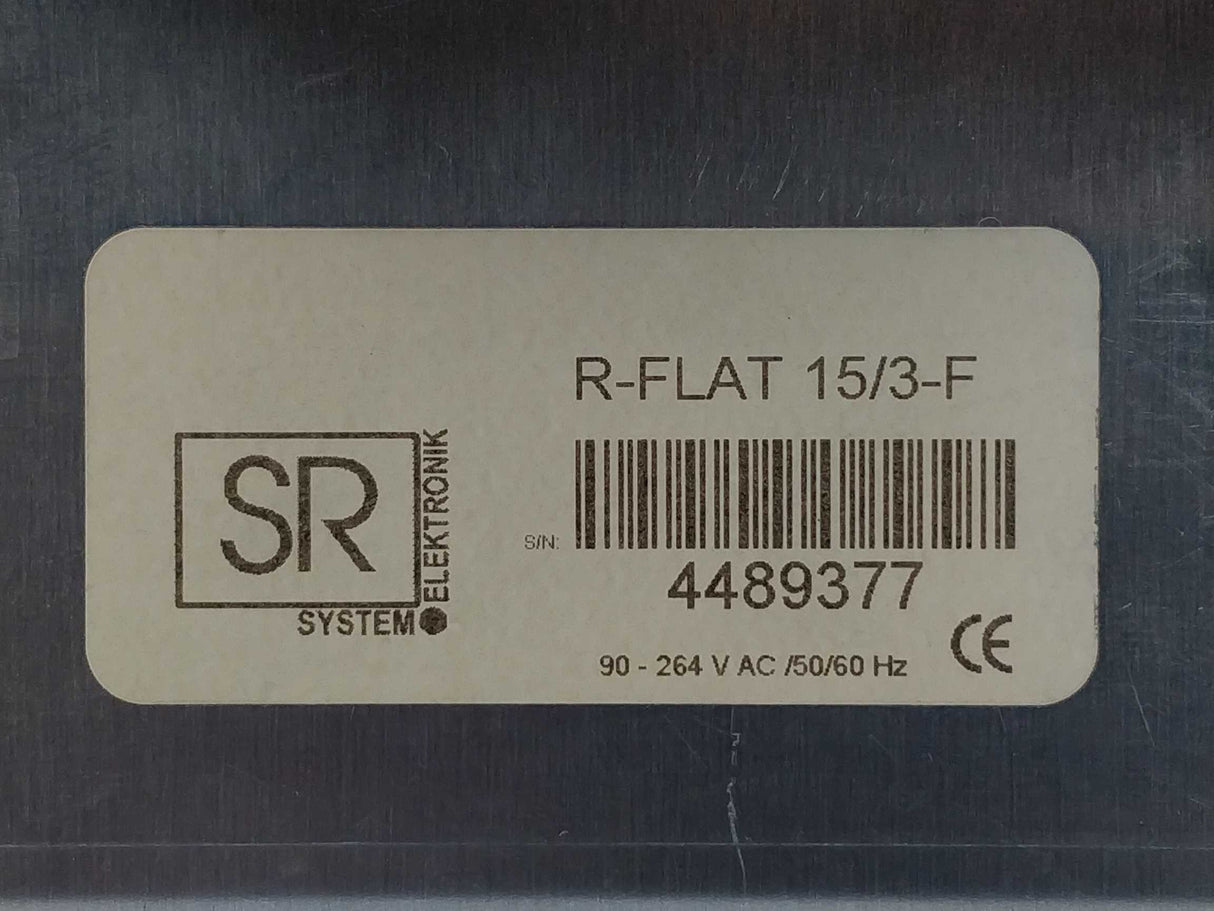 R-FLAT 15/3-F
SR
ELEKTRONIK
SYSTEM
S/N:
4489377
90 - 264 V AC /50/60 Hz
CE